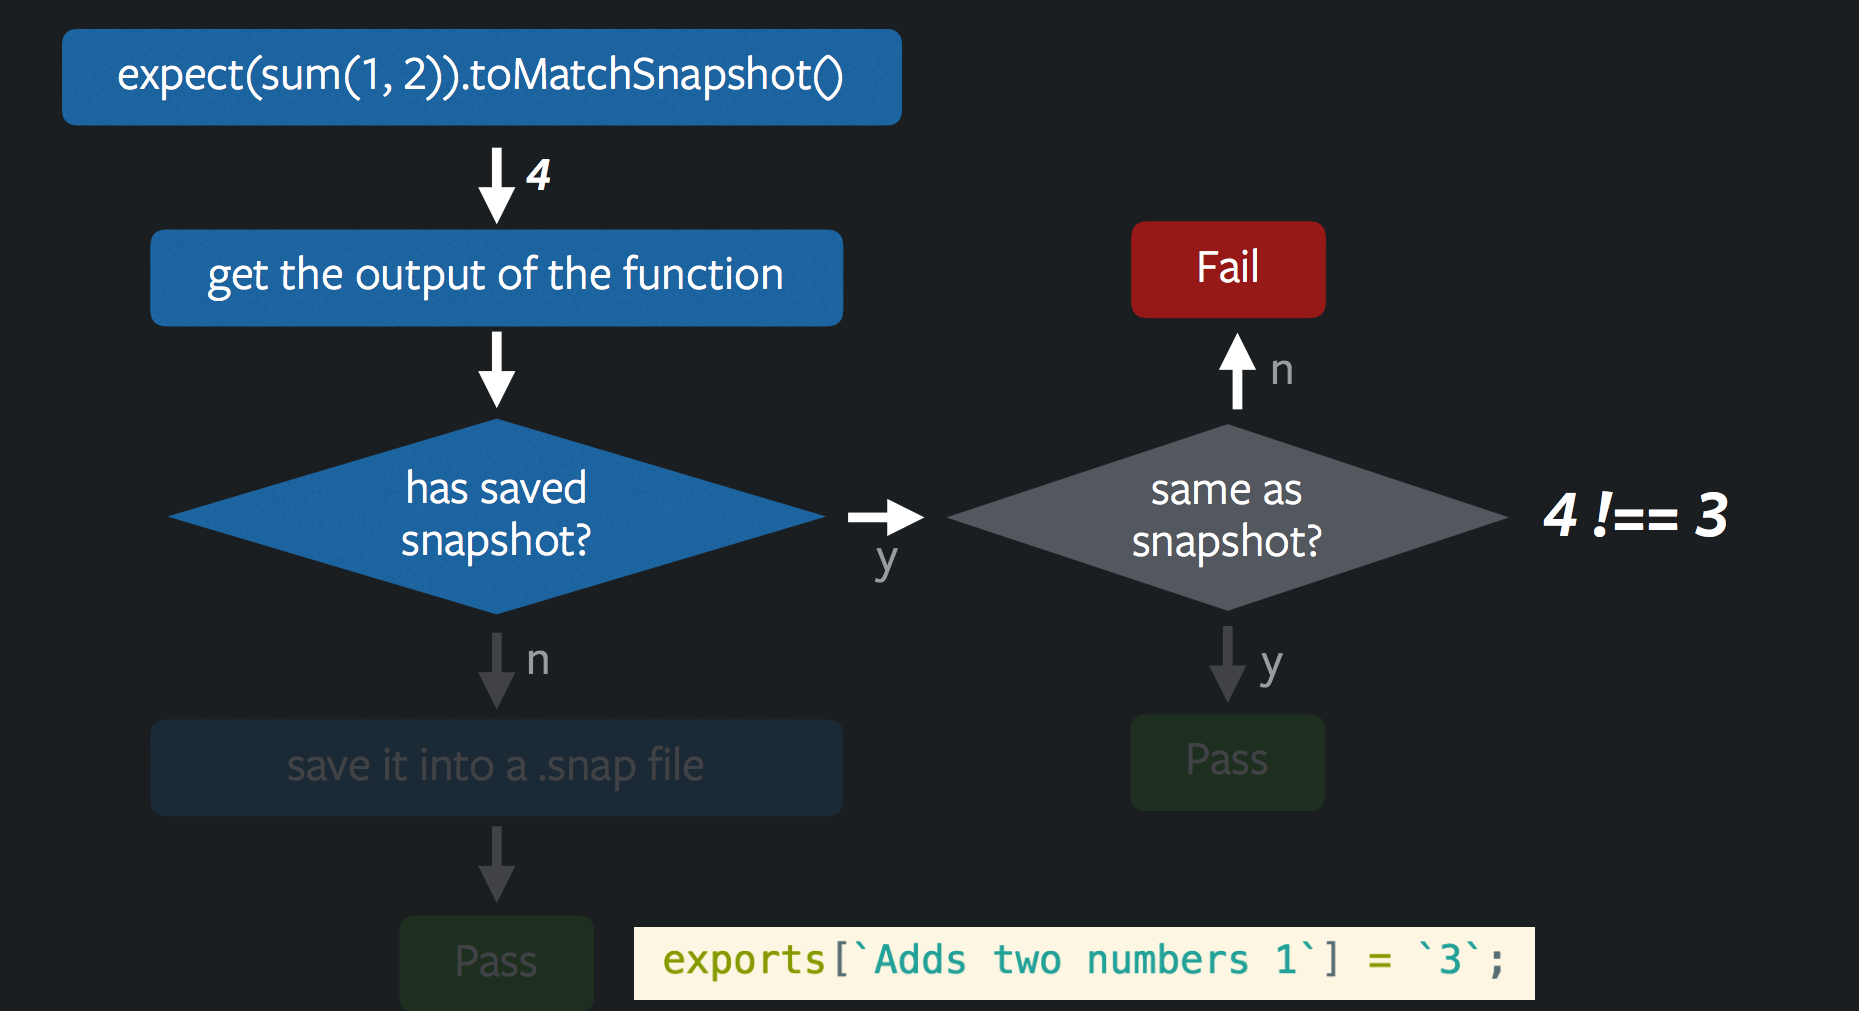 expect(sum(1, 2)).toMatchSnapshot()
4
get the output of the function
Fail
n
has saved
snapshot?
y
same as
snapshot?
4 !== 3
n
y
save it into a .snap file
Pass
Pass
exports[`Adds two numbers 1`] = `3`;